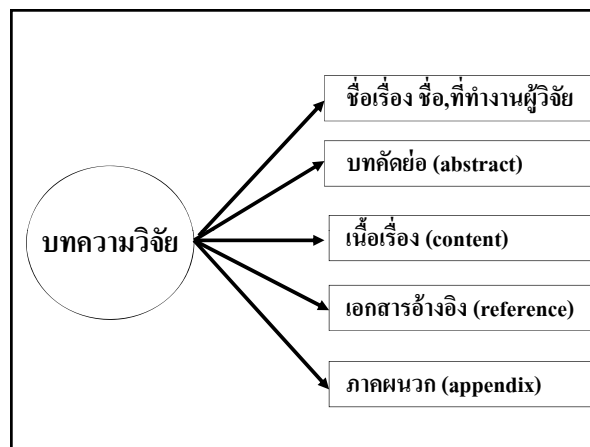 ชื่อเรื่อง ชื่อ,ที่ทำงานผู้วิจัย
บทคัดย่อ (abstract)
บทความวิจัย
เนื้อเรื่อง (content)
เอกสารอ้างอิง (reference)
ภาคผนวก (appendix)